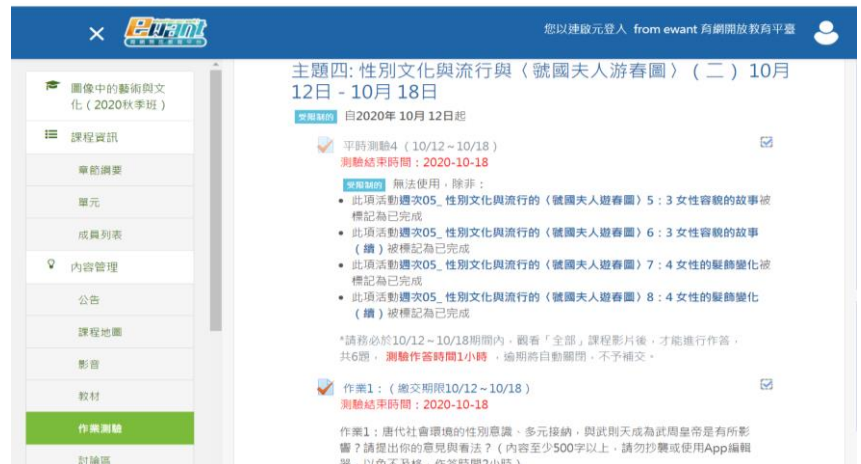 × ewant
您以連啟元登入 from ewant 育網開放教育平臺
圖像中的藝術與文
化（2020秋季班）
課程資訊
章節綱要
單元
成員列表
內容管理
公告
課程地圖
影音
教材
作業測驗
討論區
主題四: 性別文化與流行與〈虢國夫人游春圖〉（二） 10月
12日 - 10月 18日
受限制的 自2020年 10月 12日起
平時測驗4 （10/12～10/18）
測驗結束時間：2020-10-18
受限制的 無法使用，除非：
• 此項活動週次05_ 性別文化與流行的〈虢國夫人遊春圖〉5：3 女性容貌的故事被
標記為已完成
• 此項活動週次05_ 性別文化與流行的〈虢國夫人遊春圖〉6：3 女性容貌的故事
（續）被標記為已完成
• 此項活動週次05_ 性別文化與流行的〈虢國夫人遊春圖〉7：4 女性的髮飾變化被
標記為已完成
• 此項活動週次05_ 性別文化與流行的〈虢國夫人遊春圖〉8：4 女性的髮飾變化
（續）被標記為已完成
*請務必於10/12～10/18期間內，觀看「全部」課程影片後，才能進行作答，
共6題， 測驗作答時間1小時 ，逾期將自動關閉，不予補交。
作業1：（繳交期限10/12～10/18）
測驗結束時間：2020-10-18
作業1：唐代社會環境的性別意識、多元接納，與武則天成為武周皇帝是有所影
響？請提出你的意見與看法？（內容至少500字以上，請勿抄襲或使用App編輯
器，以免不及格，作答時間2小時）